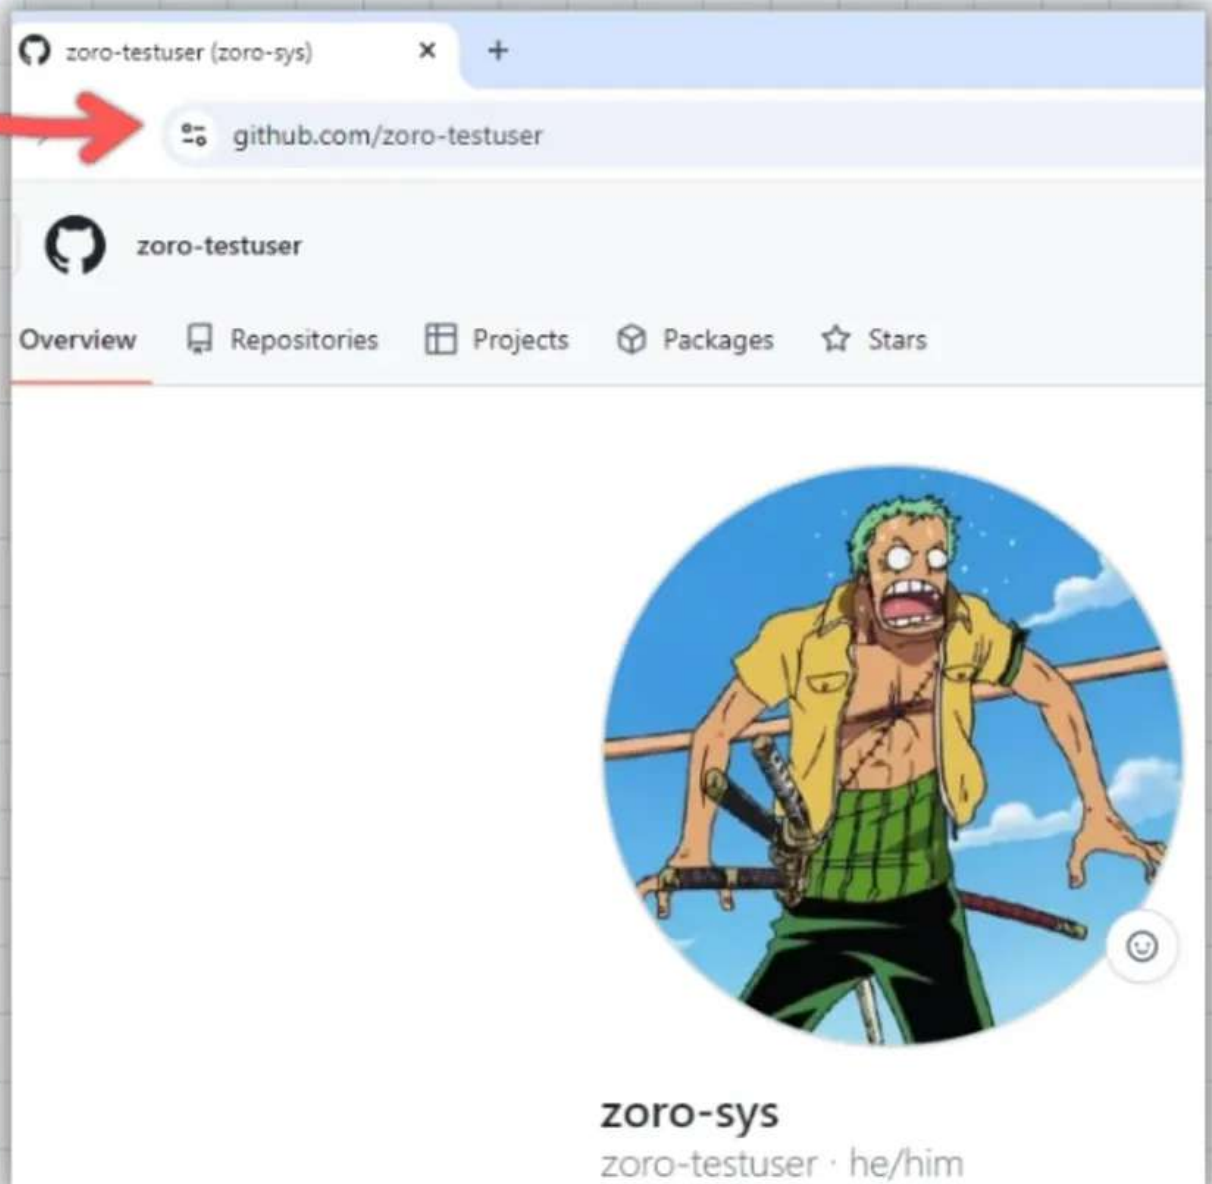 zoro-testuser (zoro-sys)
github.com/zoro-testuser
zoro-testuser
Overview Repositories Projects Packages Stars
zoro-sys
zoro-testuser · he/him